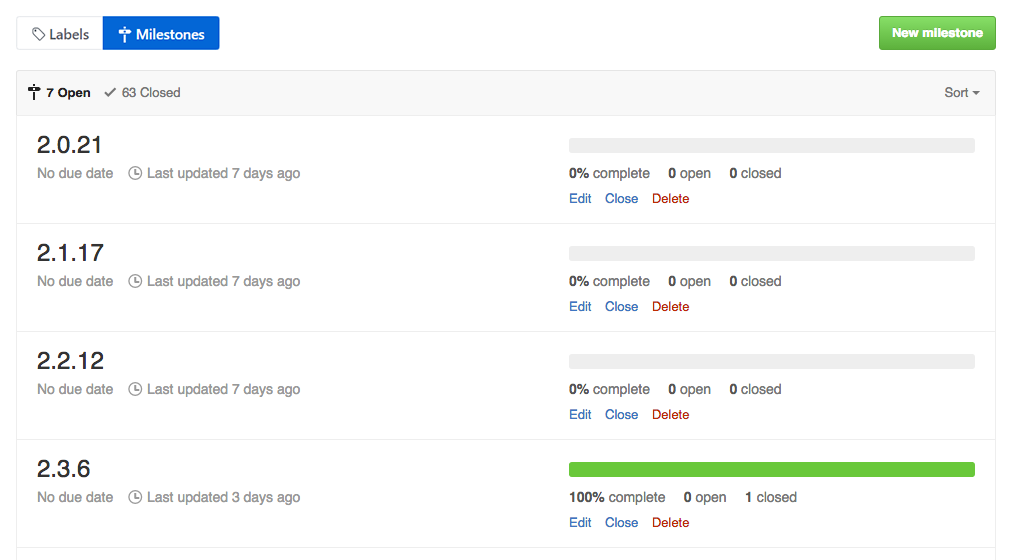 Labels Milestones New milestone
7 Open 63 Closed Sort
2.0.21
No due date Last updated 7 days ago 0% complete 0 open 0 closed
Edit Close Delete
2.1.17
No due date Last updated 7 days ago 0% complete 0 open 0 closed
Edit Close Delete
2.2.12
No due date Last updated 7 days ago 0% complete 0 open 0 closed
Edit Close Delete
2.3.6
No due date Last updated 3 days ago 100% complete 0 open 1 closed
Edit Close Delete